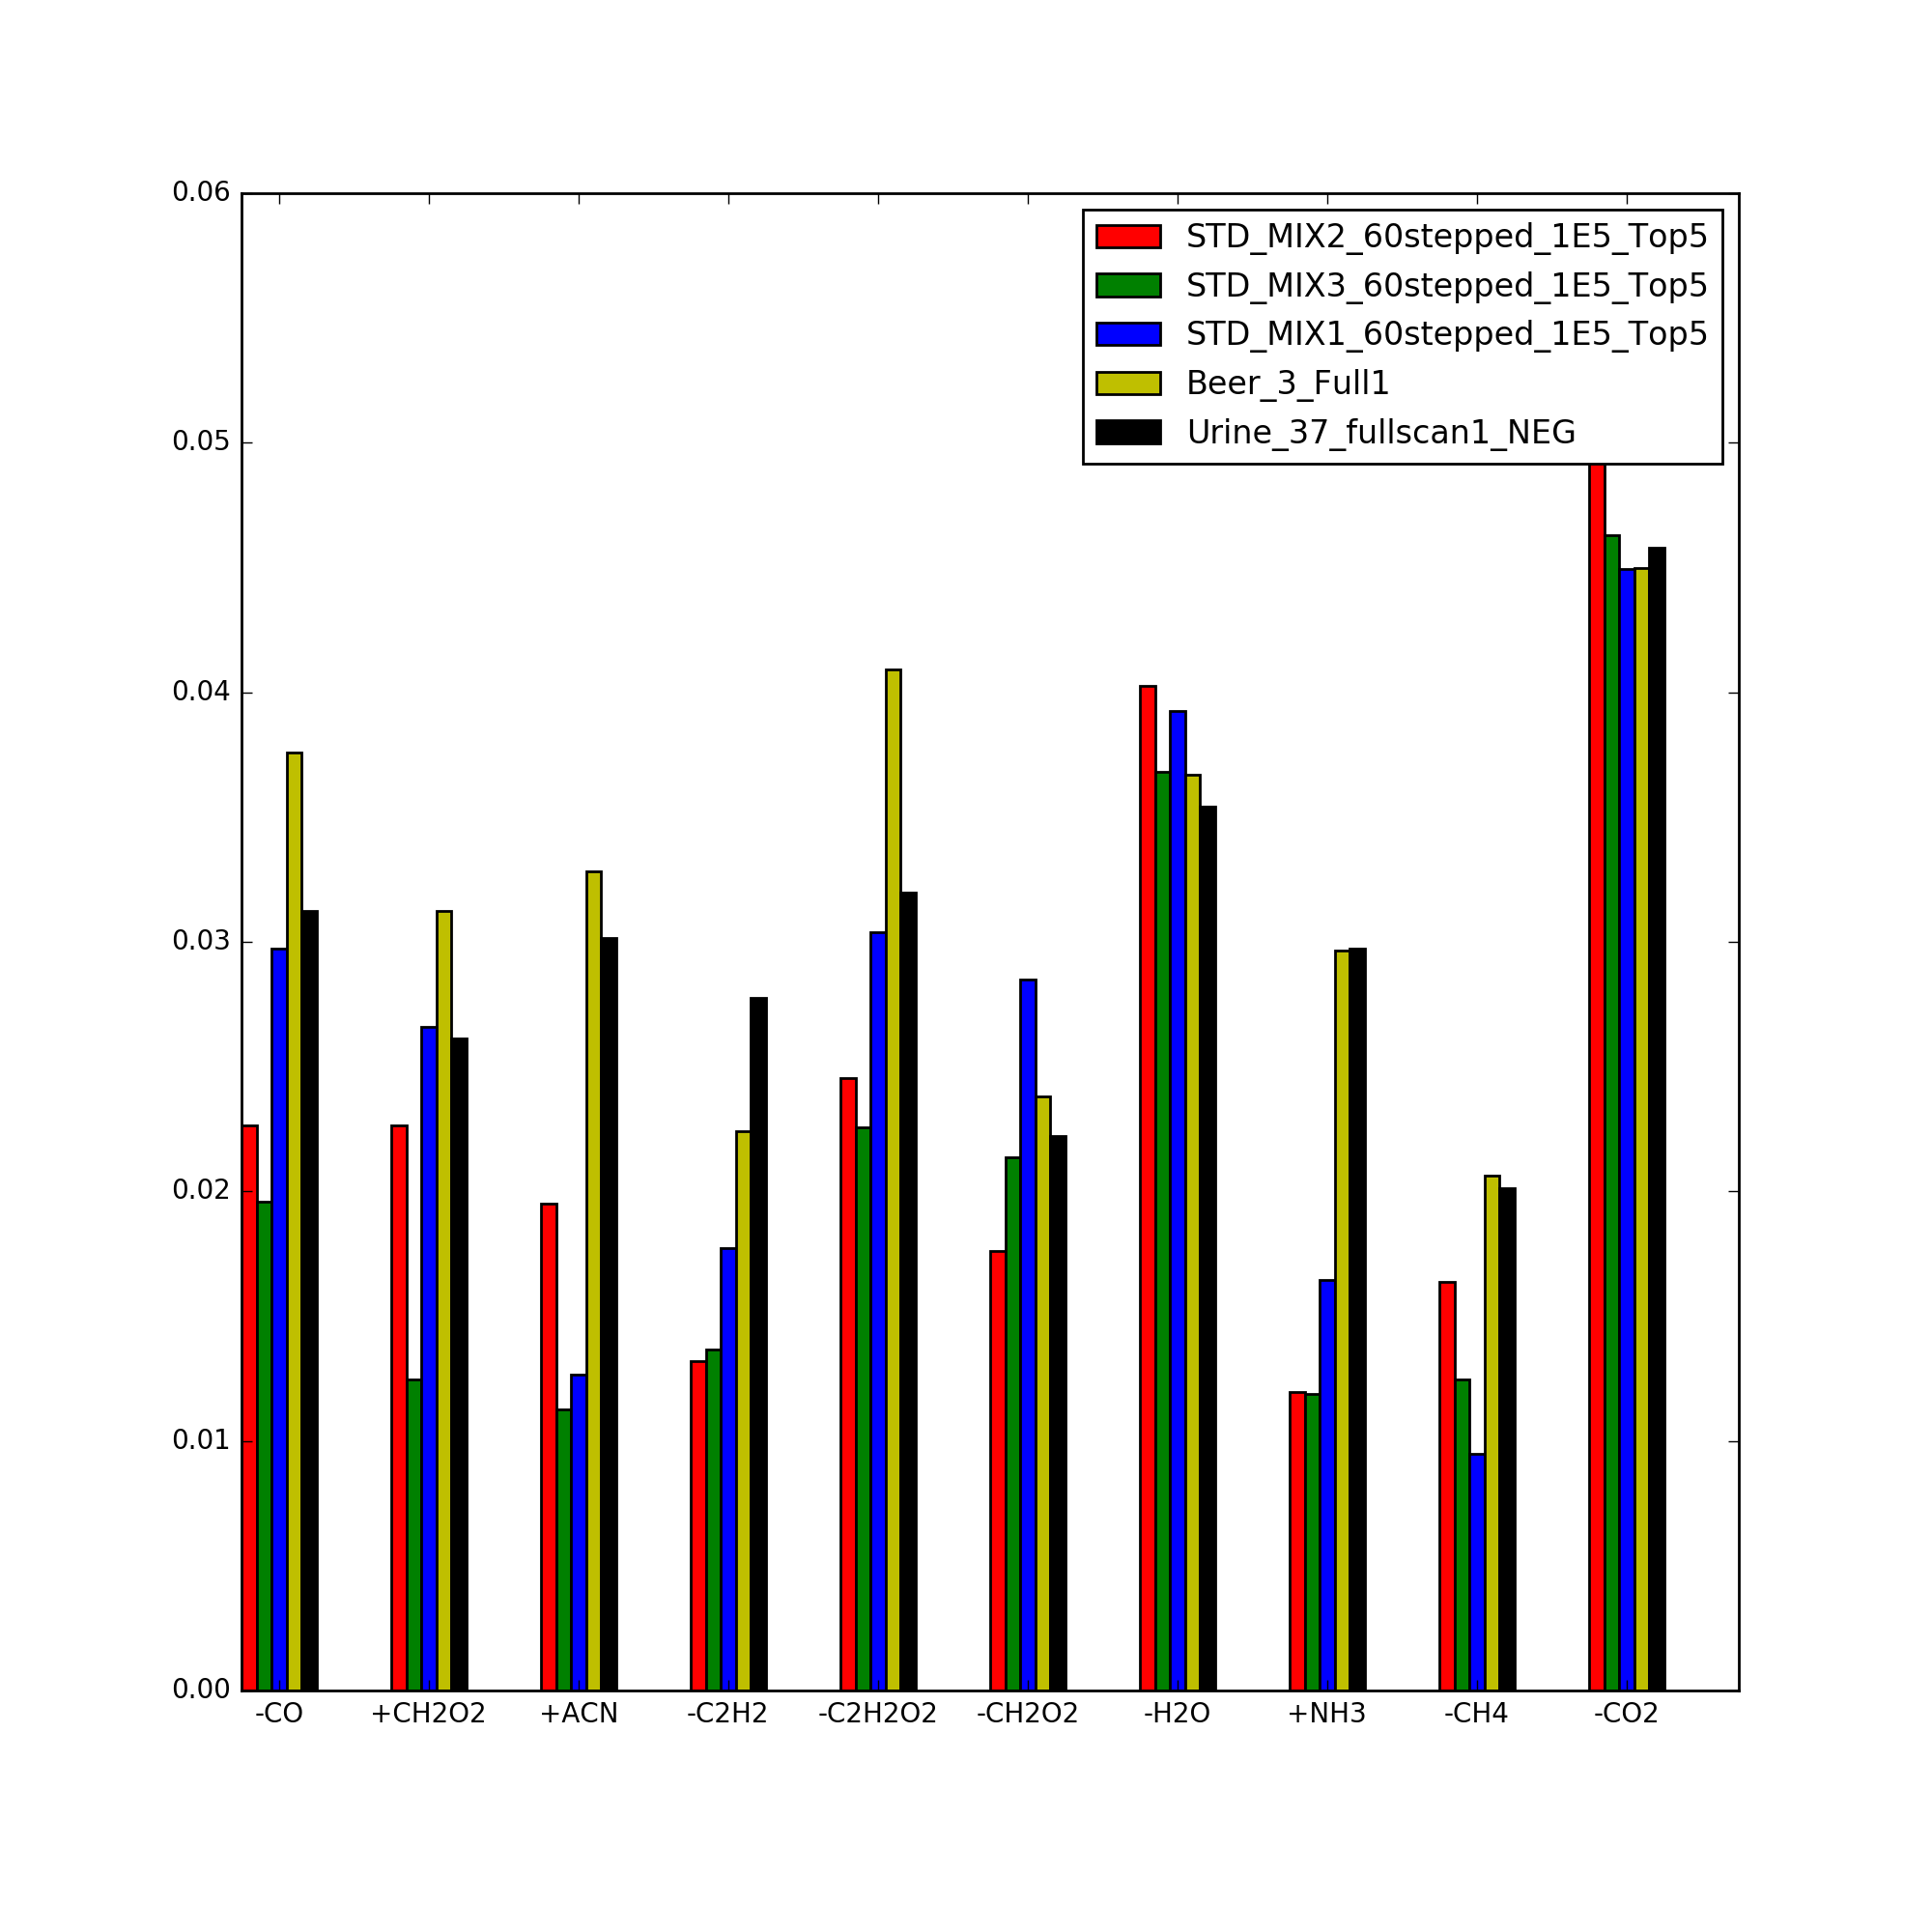 0.06
0.05
0.04
0.03
0.02
0.01
0.00
STD_MIX2_60stepped_1E5_Top5
STD_MIX3_60stepped_1E5_Top5
STD_MIX1_60stepped_1E5_Top5
Beer_3_Full1
Urine_37_fullscan1_NEG
-CO +CH2O2 +ACN -C2H2 -C2H2O2 -CH2O2 -H2O +NH3 -CH4 -CO2